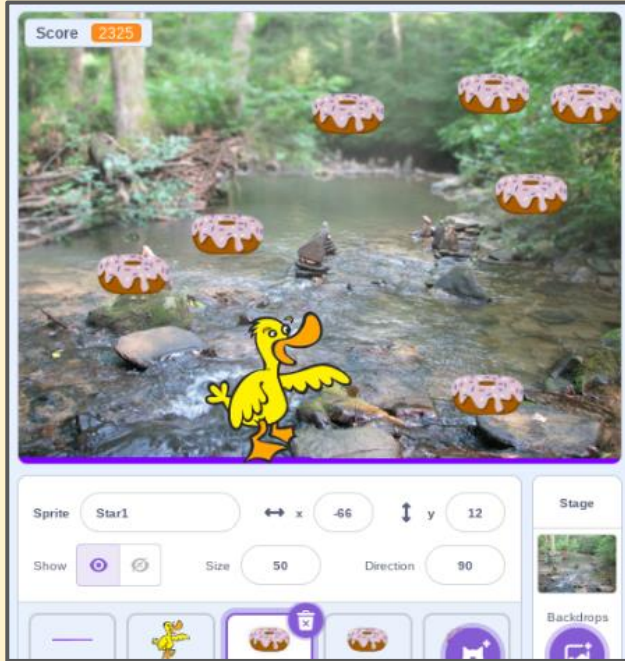 Score 2325
Sprite Star1 x -66 y 12
Stage
Show Size 50 Direction 90
Backdrops